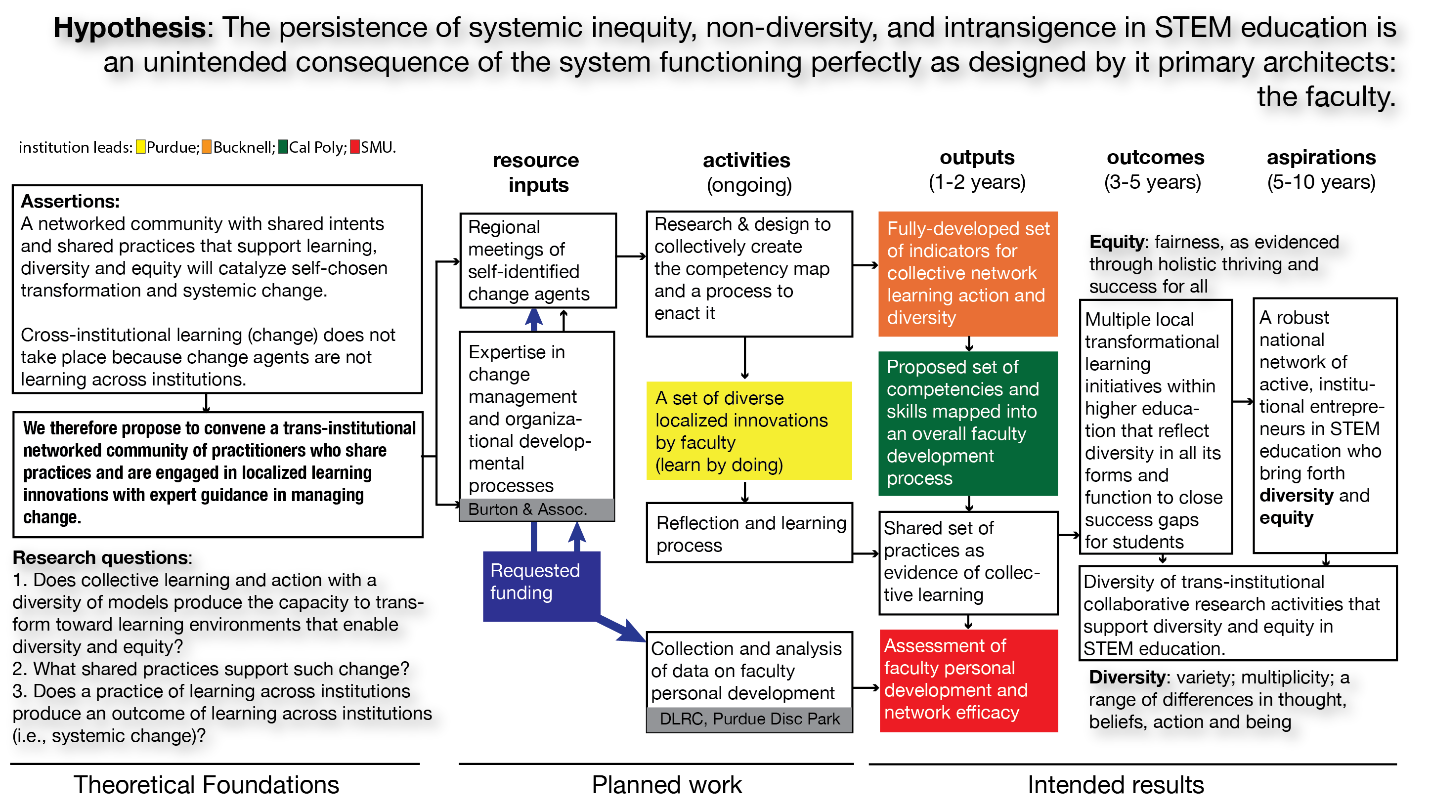 Hypothesis: The persistence of systemic inequity, non-diversity, and intransigence in STEM education is
an unintended consequence of the system functioning perfectly as designed by it primary architects:
the faculty.
institution leads: Purdue; Bucknell; Cal Poly; SMU.
Assertions:
A networked community with shared intents
and shared practices that support learning,
diversity and equity will catalyze self-chosen
transformation and systemic change.
Cross-institutional learning (change) does not
take place because change agents are not
learning across institutions.
We therefore propose to convene a trans-institutional
networked community of practitioners who share
practices and are engaged in localized learning
innovations with expert guidance in managing
change.
Research questions:
1. Does collective learning and action with a
diversity of models produce the capacity to trans-
form toward learning environments that enable
diversity and equity?
2. What shared practices support such change?
3. Does a practice of learning across institutions
produce an outcome of learning across institutions
(i.e., systemic change)?
Theoretical Foundations
resource
inputs
Regional
meetings of
self-identified
change agents
Expertise in
change
management
and organiza-
tional develop-
mental
processes
Burton & Assoc.
Requested
funding
activities
(ongoing)
Research & design to
collectively create
the competency map
and a process to
enact it
A set of diverse
localized innovations
by faculty
(learn by doing)
Reflection and learning
process
Collection and analysis
of data on faculty
personal development
DLRC, Purdue Disc Park
Planned work
outputs
(1-2 years)
Fully-developed set
of indicators for
collective network
learning action and
diversity
Proposed set of
competencies and
skills mapped into
an overall faculty
development
process
Shared set of
practices as
evidence of collec-
tive learning
Assessment of
faculty personal
development and
network efficacy
outcomes
(3-5 years)
aspirations
(5-10 years)
Equity: fairness, as evidenced
through holistic thriving and
success for all
Multiple local
transformational
learning
initiatives within
higher educa-
tion that reflect
diversity in all its
forms and
function to close
success gaps
for students
A robust
national
network of
active, institu-
tional entrepre-
neurs in STEM
education who
bring forth
diversity and
equity
Diversity of trans-institutional
collaborative research activities that
support diversity and equity in
STEM education.
Diversity: variety; multiplicity; a
range of differences in thought,
beliefs, action and being
Intended results